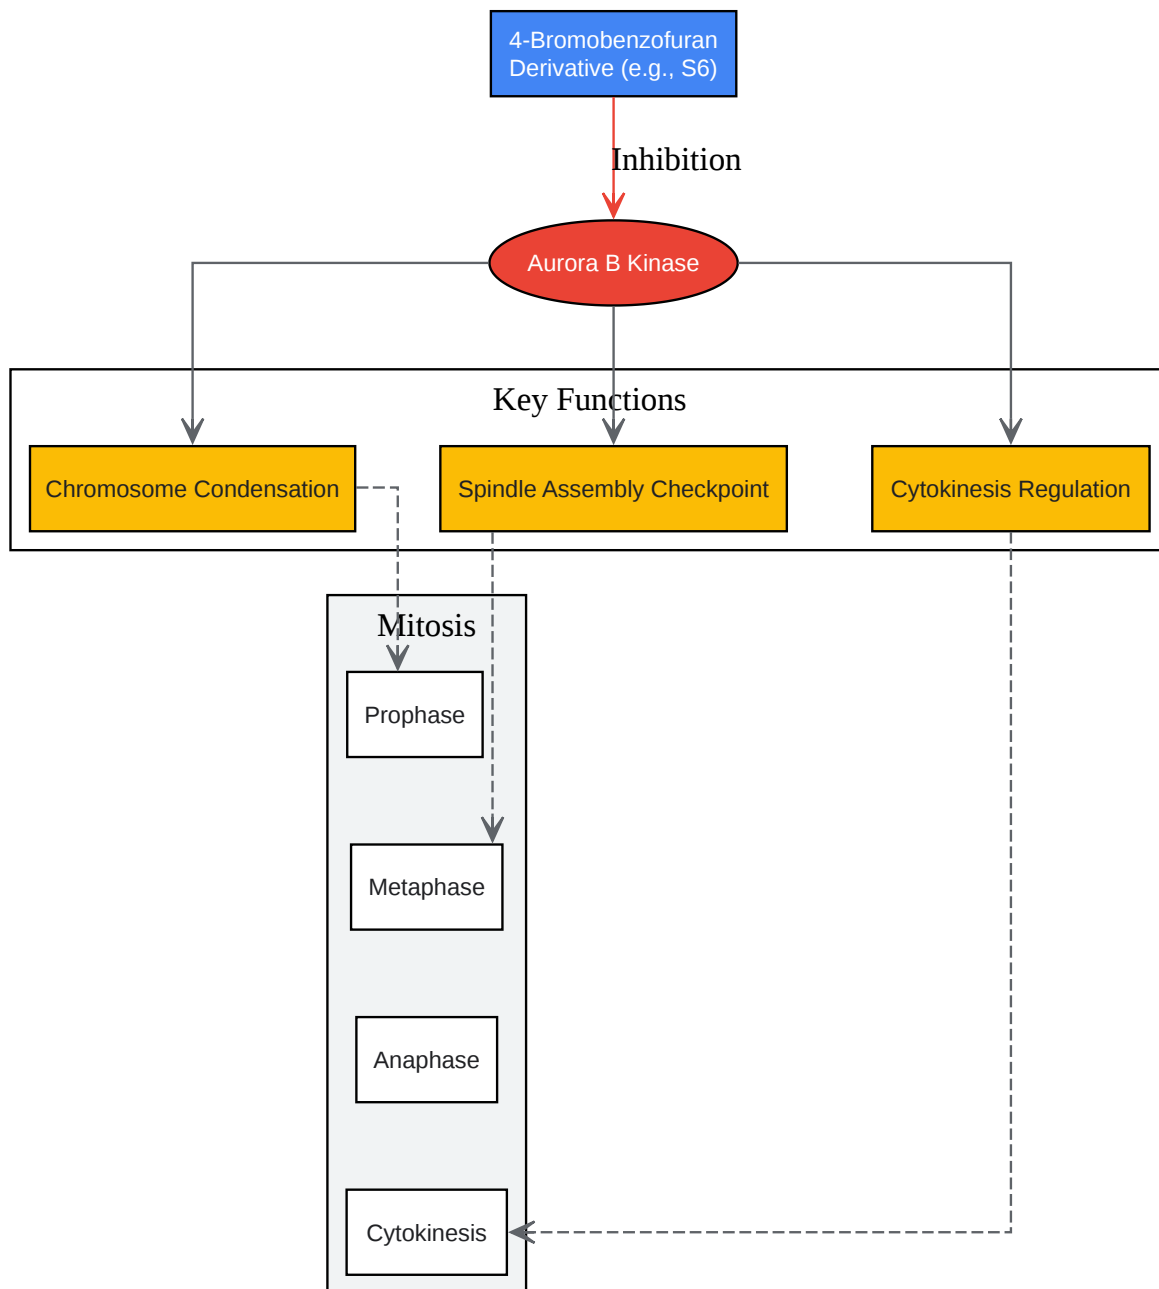 4-Bromobenzofuran
Derivative (e.g., S6)
Inhibition
Aurora B Kinase
Key Functions
Chromosome Condensation
Spindle Assembly Checkpoint
Cytokinesis Regulation
Mitosis
Prophase
Metaphase
Anaphase
Cytokinesis